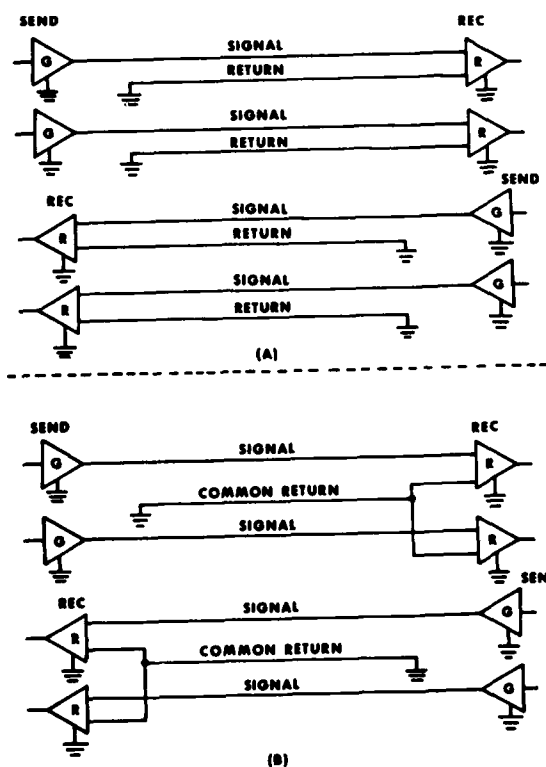 SEND REC
G SIGNAL R
RETURN
G SIGNAL R
RETURN
REC SEND
R SIGNAL G
RETURN
R SIGNAL G
RETURN
(A)
SEND REC
G SIGNAL R
COMMON RETURN
G SIGNAL R
REC SEN
R SIGNAL G
COMMON RETURN
R SIGNAL G
(B)